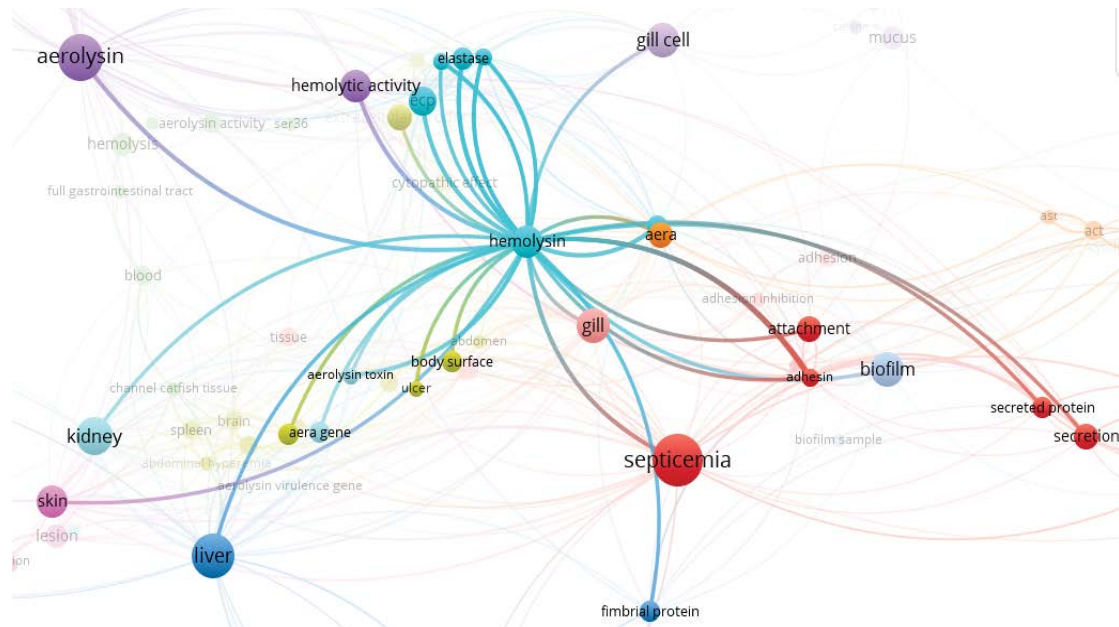 aerolysin
gill cell
mucus
elastase
hemolytic activity
ecp
aerolysin activity
ser36
hemolysis
full gastrointestinal tract
cytopathic effect
hemolysin
aera
ast
act
blood
adhesion
adhesion inhibition
gill
attachment
tissue
abdomen
body surface
aerolysin toxin
adhesin
biofilm
channel catfish tissue
ulcer
secreted protein
kidney
spleen
brain
aera gene
biofilm sample
secretion
abdominal hyperemia
septicemia
aerolysin virulence gene
skin
lesion
liver
ion
fimbrial protein